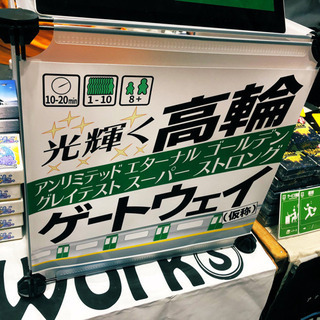 10-20min
1 - 10
8+
光輝く高輪
アンリミテッド エターナル ゴールデン
グレイテスト スーパー ストロング
ゲートウェイ
(仮称)
WORKS